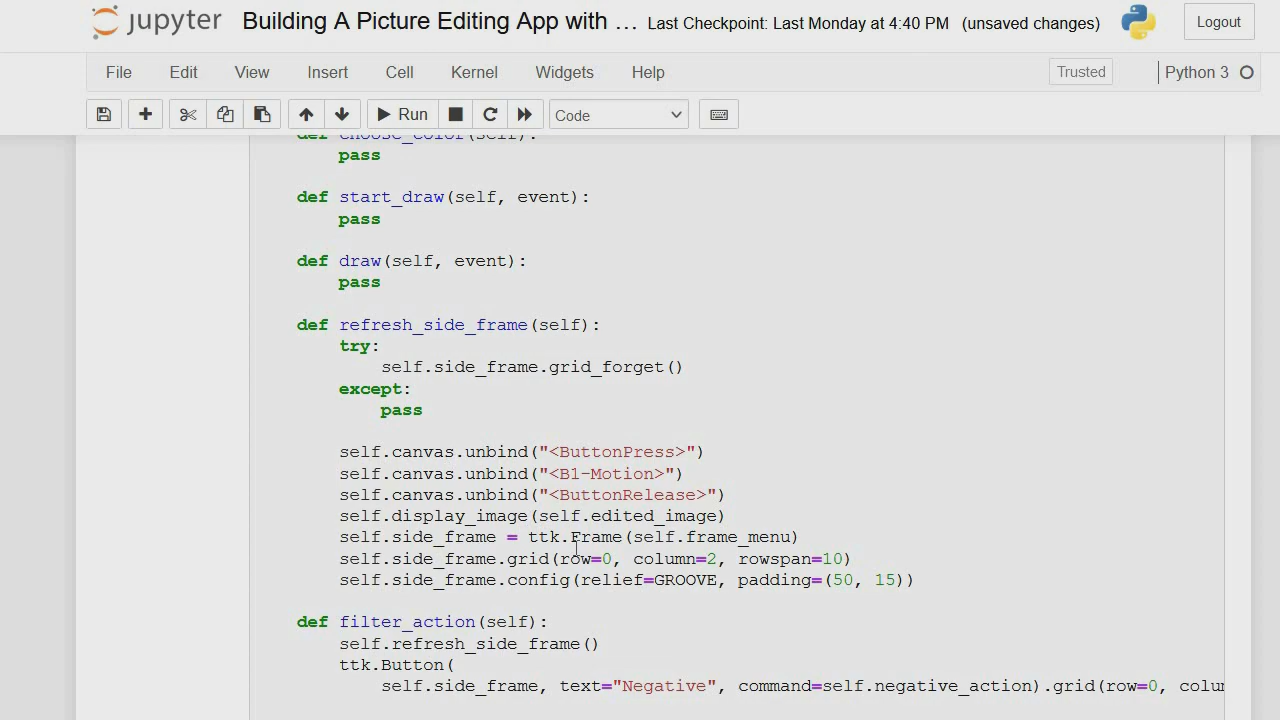 jupyter Building A Picture Editing App with ... Last Checkpoint: Last Monday at 4:40 PM (unsaved changes) Logout
File Edit View Insert Cell Kernel Widgets Help Trusted Python 3
Run Code
def choose_color(self):
pass
def start_draw(self, event):
pass
def draw(self, event):
pass
def refresh_side_frame(self):
try:
self.side_frame.grid_forget()
except:
pass
self.canvas.unbind("<ButtonPress>")
self.canvas.unbind("<B1-Motion>")
self.canvas.unbind("<ButtonRelease>")
self.display_image(self.edited_image)
self.side_frame = ttk.Frame(self.frame_menu)
self.side_frame.grid(row=0, column=2, rowspan=10)
self.side_frame.config(relief=GROOVE, padding=(50, 15))
def filter_action(self):
self.refresh_side_frame()
ttk.Button(
self.side_frame, text="Negative", command=self.negative_action).grid(row=0, colu